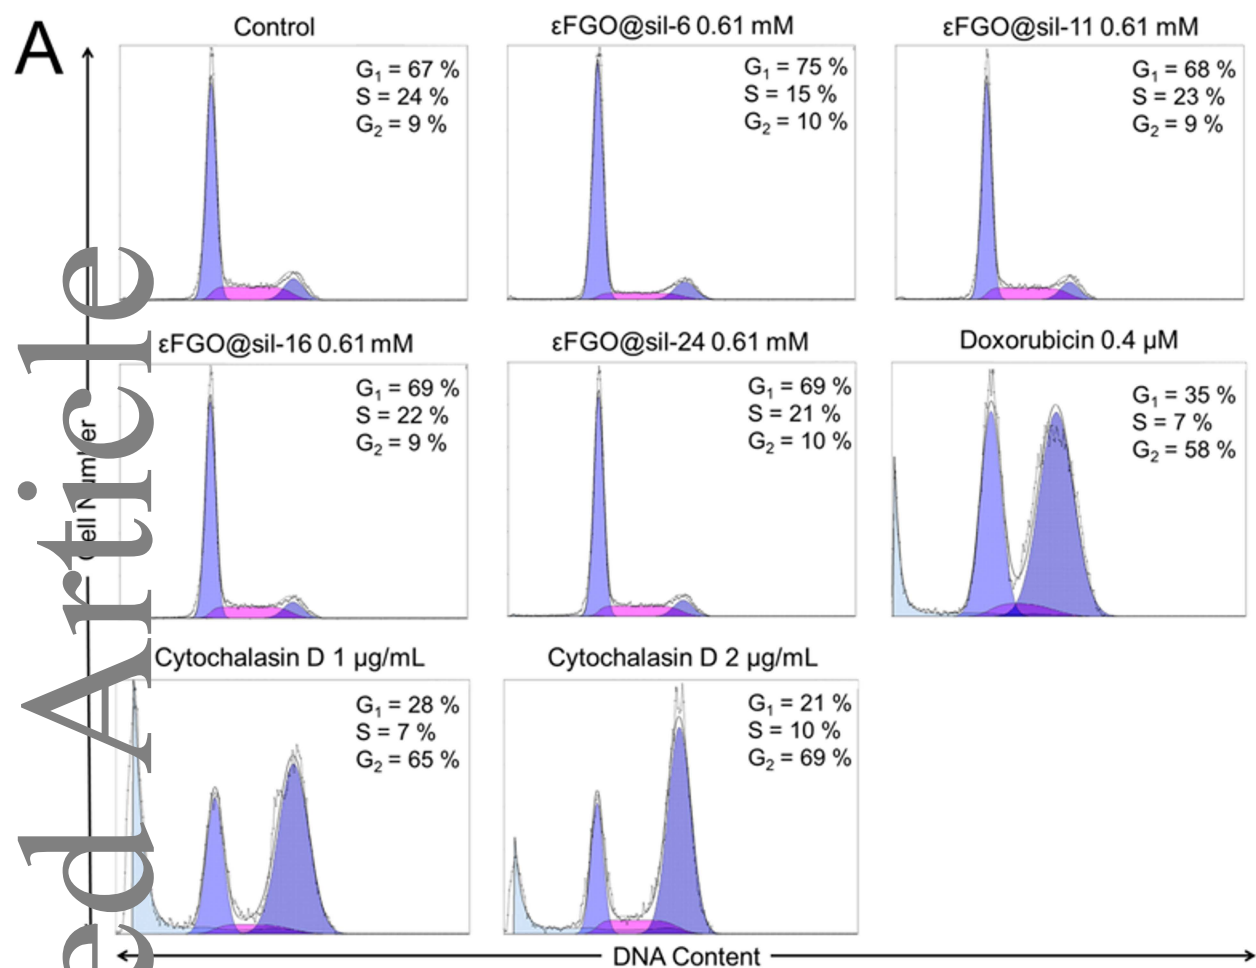 A
Control
G₁ = 67 %
S = 24 %
G₂ = 9 %
εFGO@sil-6 0.61 mM
G₁ = 75 %
S = 15 %
G₂ = 10 %
εFGO@sil-11 0.61 mM
G₁ = 68 %
S = 23 %
G₂ = 9 %
εFGO@sil-16 0.61 mM
G₁ = 69 %
S = 22 %
G₂ = 9 %
εFGO@sil-24 0.61 mM
G₁ = 69 %
S = 21 %
G₂ = 10 %
Doxorubicin 0.4 µM
G₁ = 35 %
S = 7 %
G₂ = 58 %
Cytochalasin D 1 µg/mL
G₁ = 28 %
S = 7 %
G₂ = 65 %
Cytochalasin D 2 µg/mL
G₁ = 21 %
S = 10 %
G₂ = 69 %
Cell Number
DNA Content
ed Article